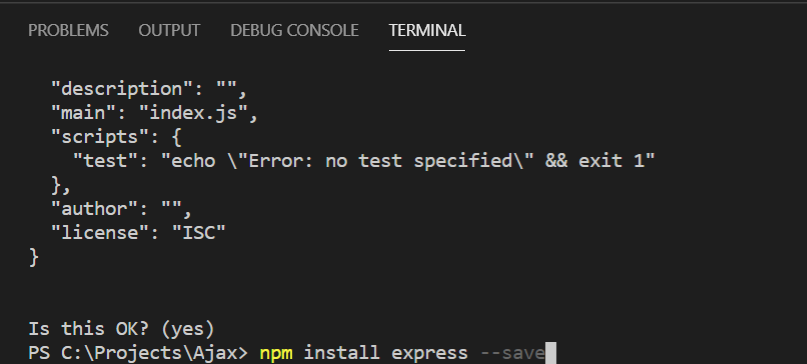 PROBLEMS OUTPUT DEBUG CONSOLE TERMINAL
"description": "",
"main": "index.js",
"scripts": {
"test": "echo \"Error: no test specified\" && exit 1"
},
"author": "",
"license": "ISC"
}
Is this OK? (yes)
PS C:\Projects\Ajax> npm install express --save